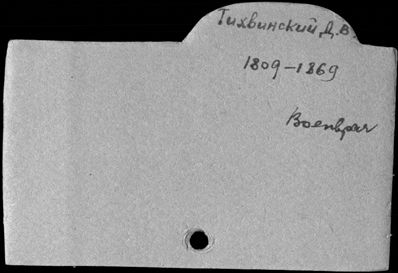 Тихвинский Д.В.
1809–1869
Военврач